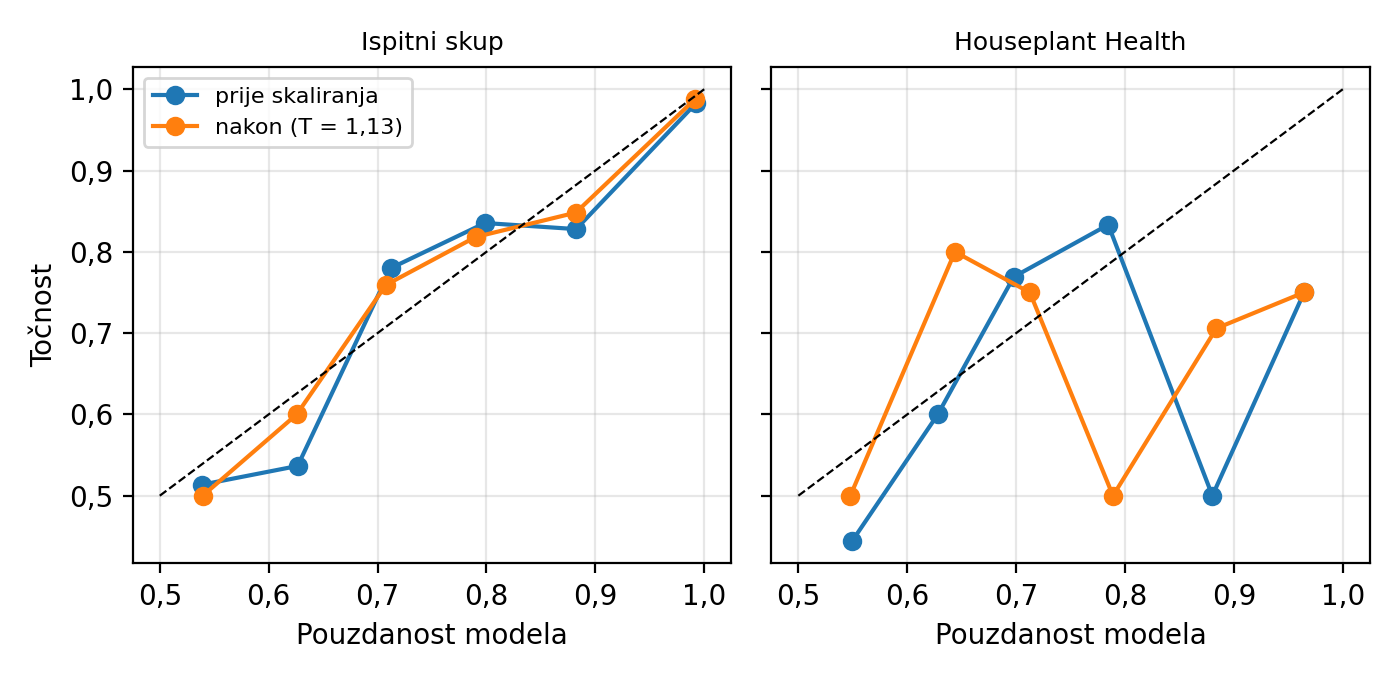 Ispitni skup
Houseplant Health
prije skaliranja
nakon (T = 1,13)
Točnost
1,0
0,9
0,8
0,7
0,6
0,5
0,5 0,6 0,7 0,8 0,9 1,0
0,5 0,6 0,7 0,8 0,9 1,0
Pouzdanost modela
Pouzdanost modela